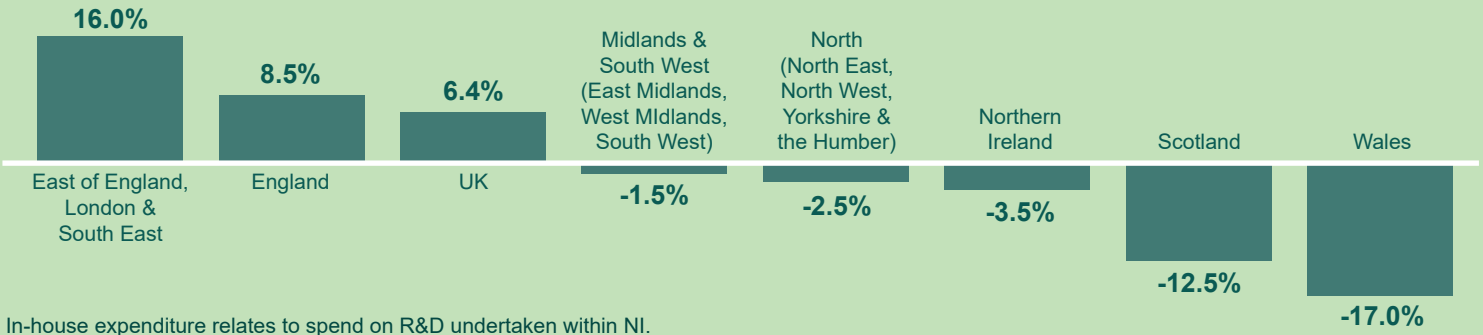 16.0%
East of England,
London &
South East
8.5%
England
6.4%
UK
Midlands &
South West
(East Midlands,
West MIdlands,
South West)
-1.5%
North
(North East,
North West,
Yorkshire &
the Humber)
-2.5%
Northern
Ireland
-3.5%
Scotland
-12.5%
Wales
-17.0%
In-house expenditure relates to spend on R&D undertaken within NI.